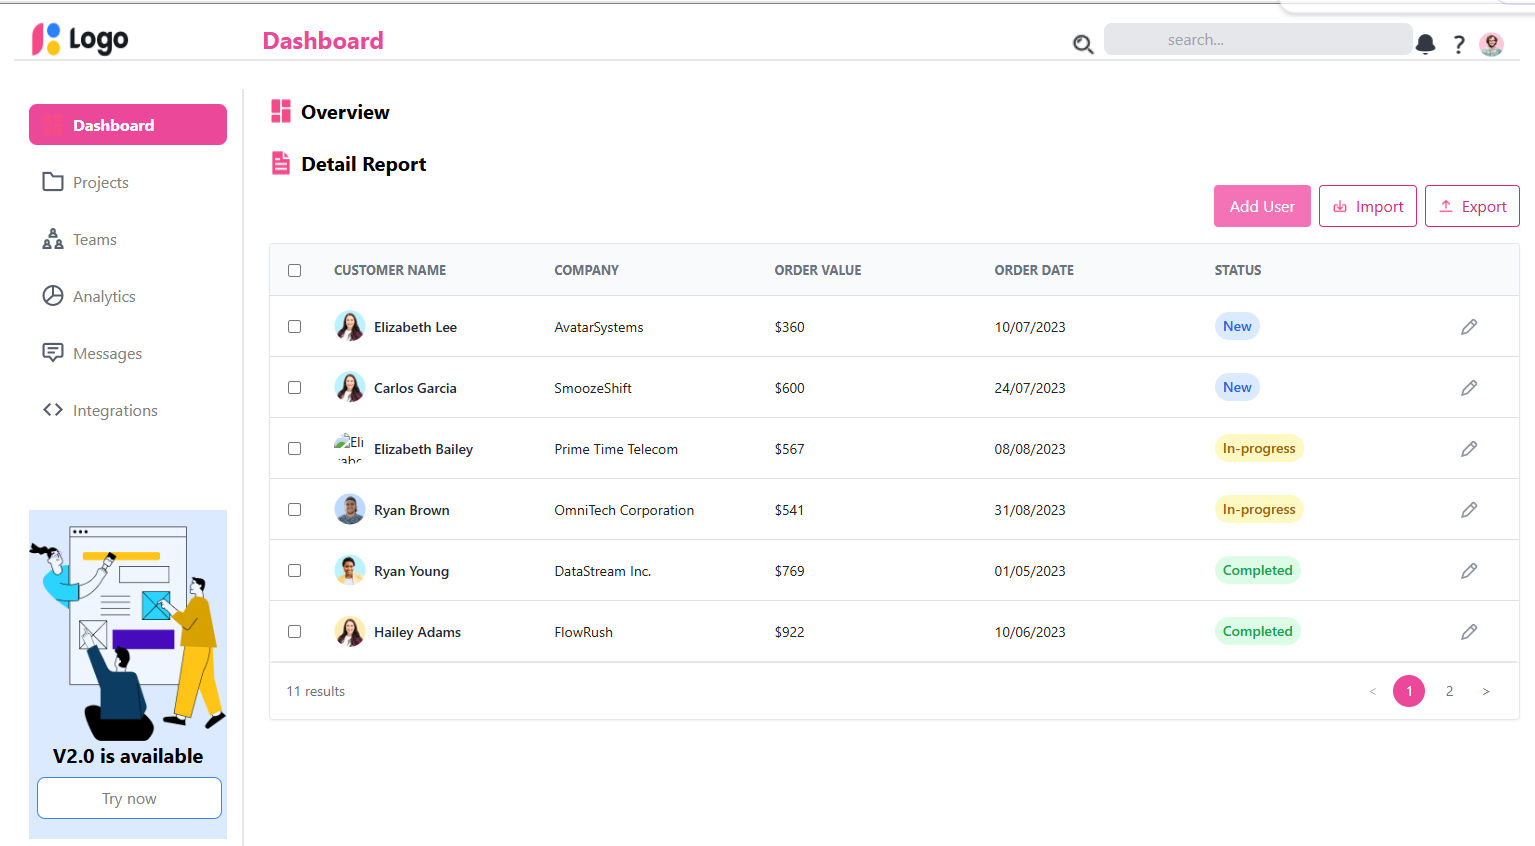 Logo
Dashboard
search...
?
Dashboard
Projects
Teams
Analytics
Messages
Integrations
V2.0 is available
Try now
Overview
Detail Report
Add User Import Export
CUSTOMER NAME COMPANY ORDER VALUE ORDER DATE STATUS
Elizabeth Lee AvatarSystems $360 10/07/2023 New
Carlos Garcia SmoozeShift $600 24/07/2023 New
Elizabeth Bailey Prime Time Telecom $567 08/08/2023 In-progress
Ryan Brown OmniTech Corporation $541 31/08/2023 In-progress
Ryan Young DataStream Inc. $769 01/05/2023 Completed
Hailey Adams FlowRush $922 10/06/2023 Completed
11 results < 1 2 >